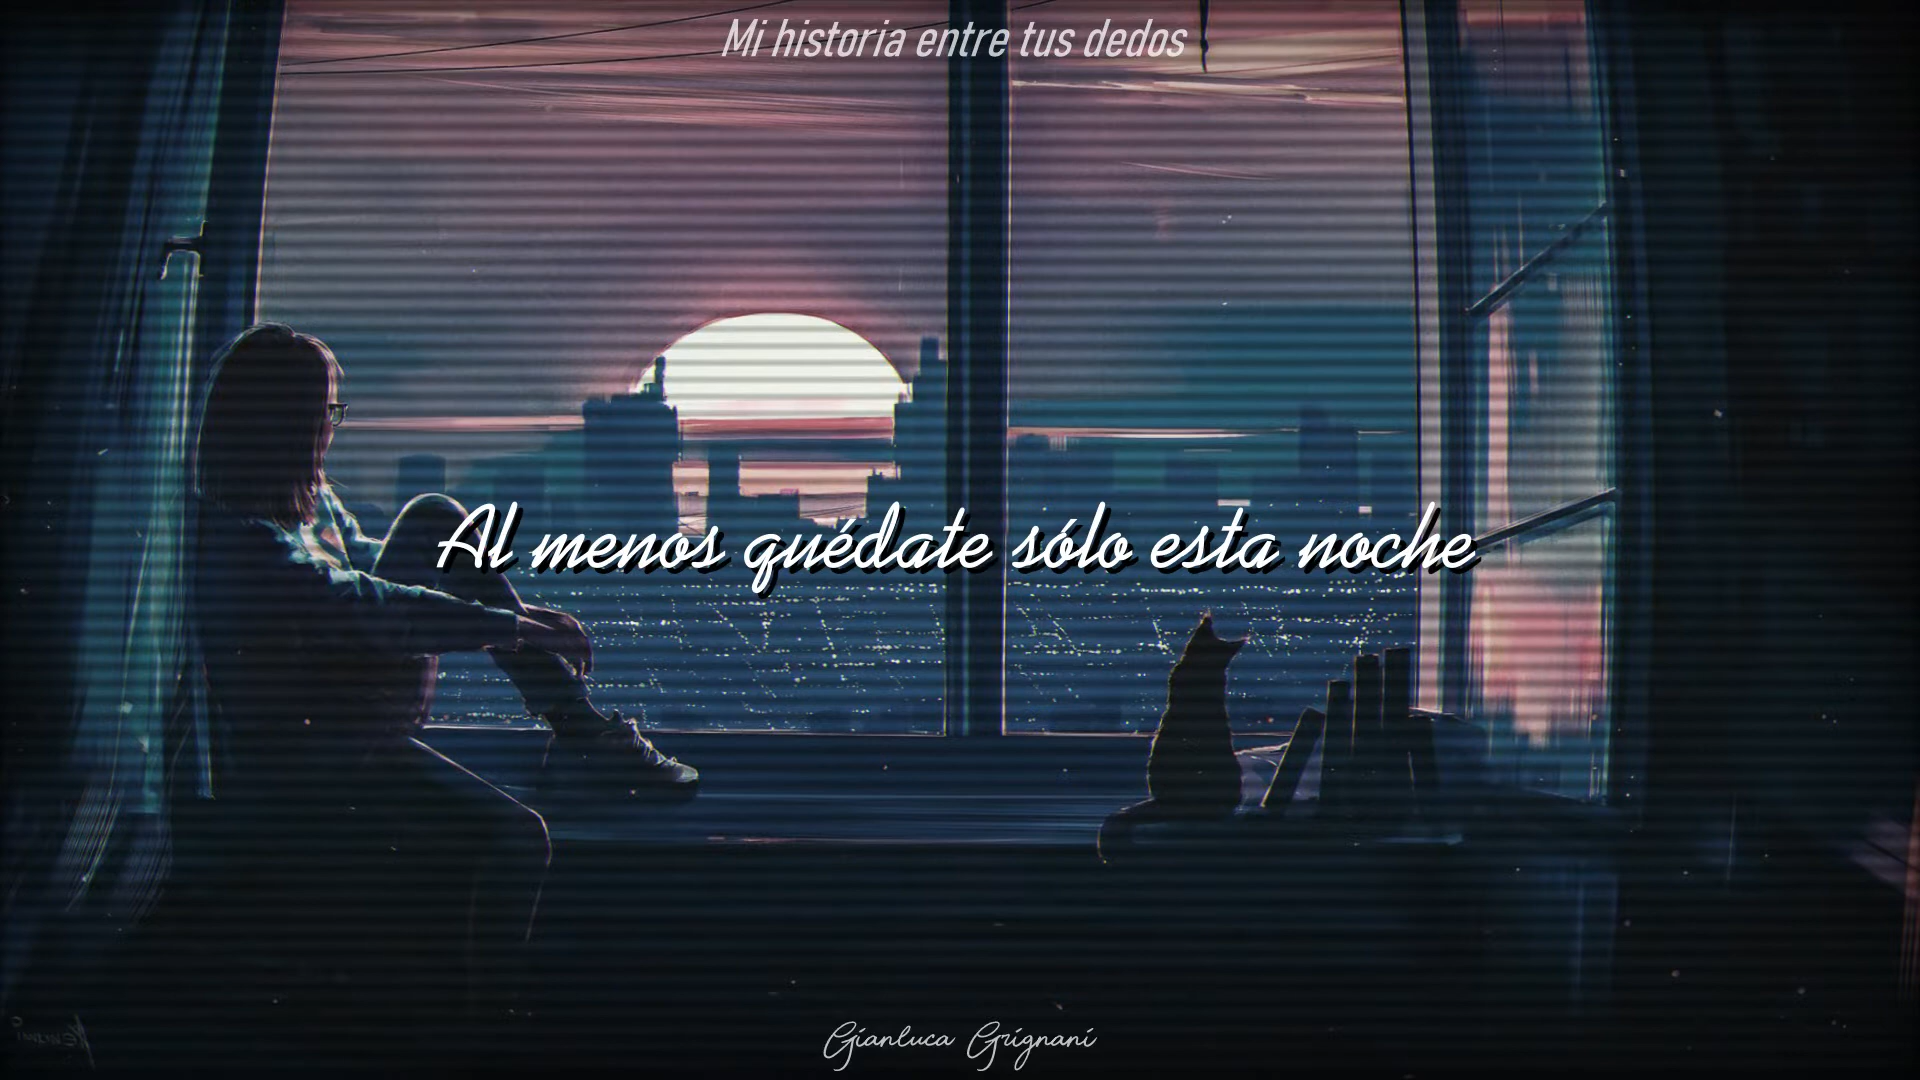 Mi historia entre tus dedos
Al menos quédate sólo esta noche
Gianluca Grignani